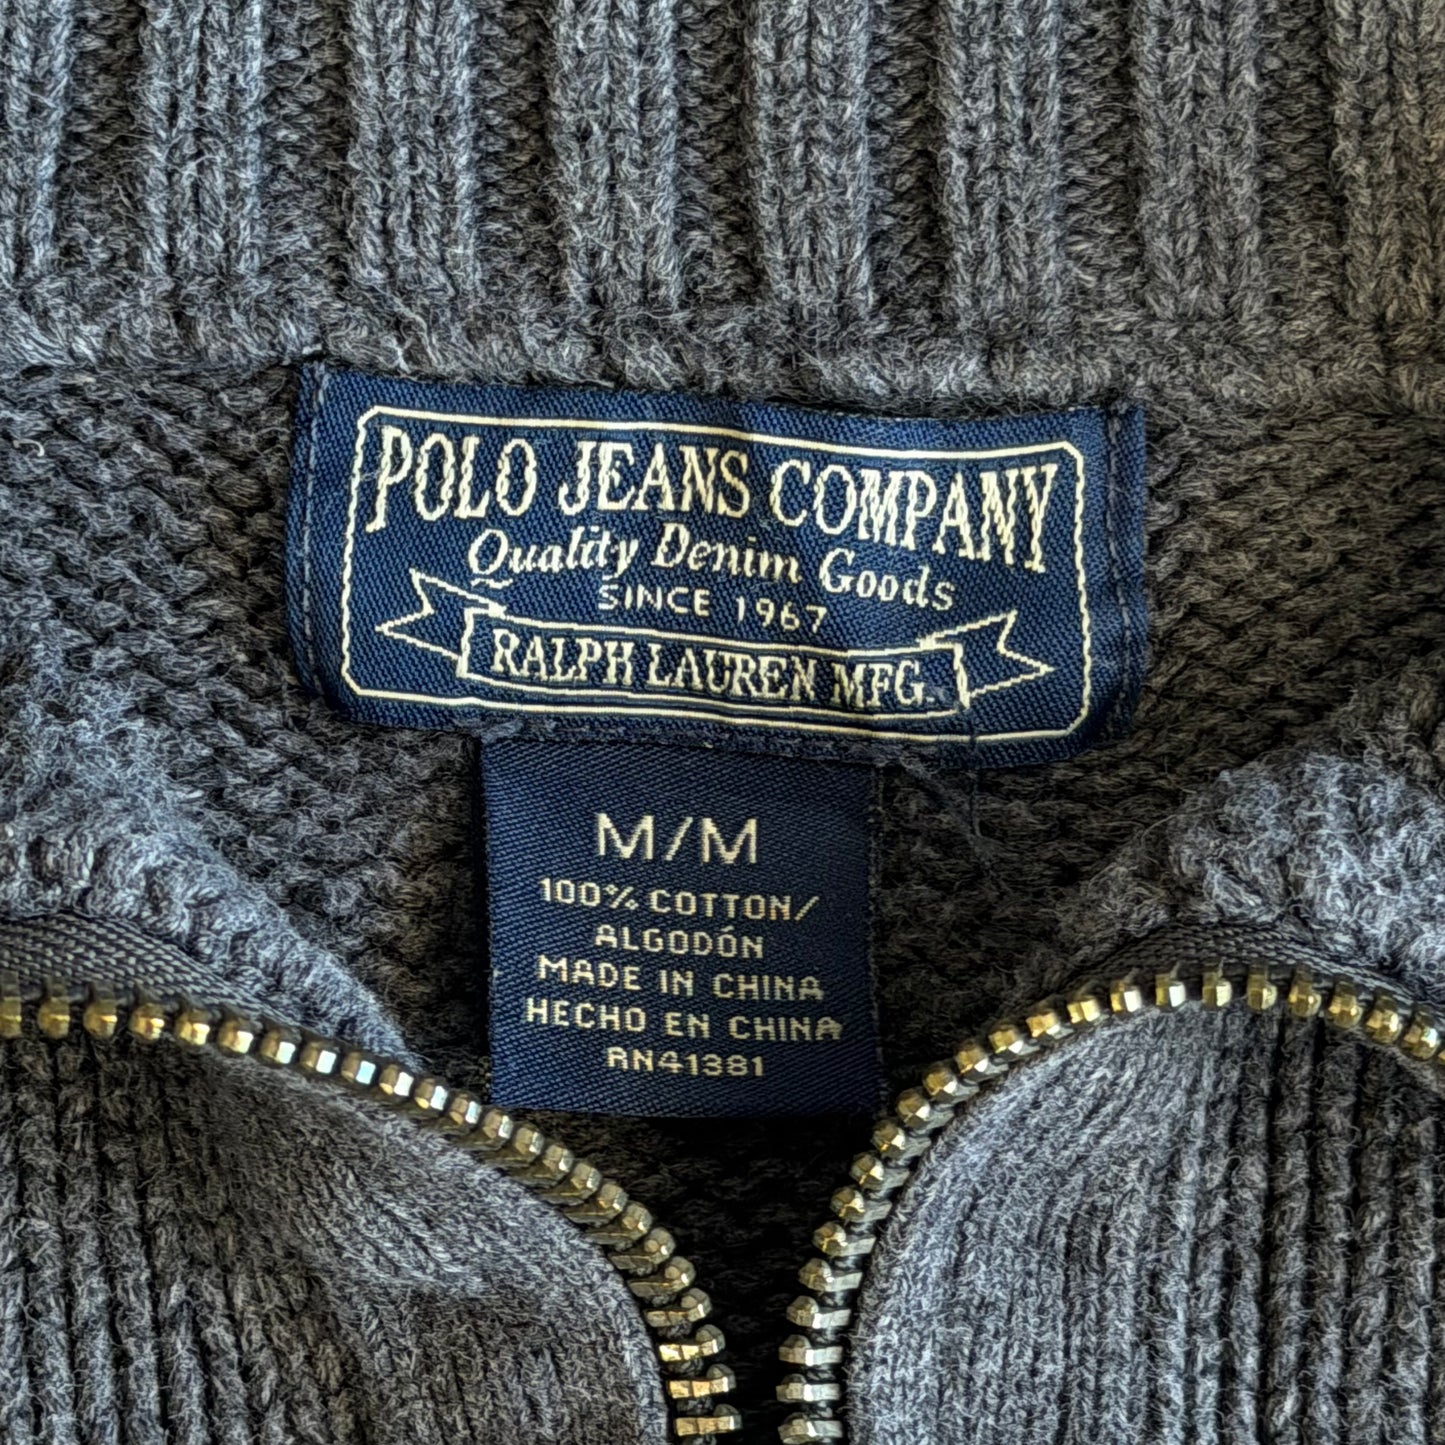 POLO JEANS COMPANY
Quality Denim Goods
SINCE 1967
RALPH LAUREN MFG.
M/M
100% COTTON/
ALGODÓN
MADE IN CHINA
HECHO EN CHINA
RN41381